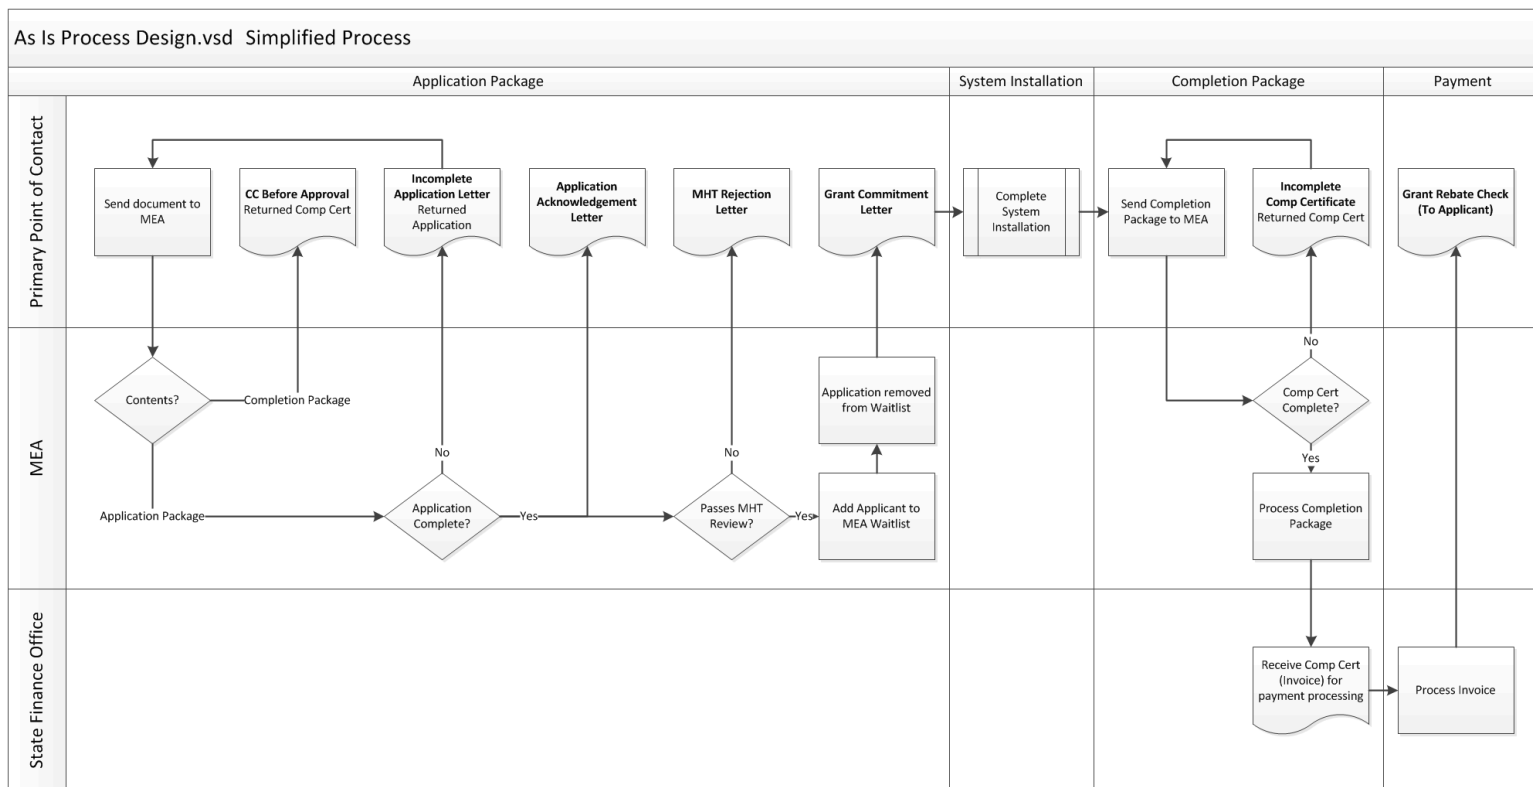 As Is Process Design.vsd Simplified Process
Application Package
System Installation
Completion Package
Payment
Primary Point of Contact
Send document to
MEA
CC Before Approval
Returned Comp Cert
Incomplete
Application Letter
Returned
Application
Application
Acknowledgement
Letter
MHT Rejection
Letter
Grant Commitment
Letter
Complete
System
Installation
Send Completion
Package to MEA
Incomplete
Comp Certificate
Returned Comp Cert
Grant Rebate Check
(To Applicant)
MEA
Contents?
Completion Package
Application Package
No
Application
Complete?
Yes
No
Passes MHT
Review?
Yes
Application removed
from Waitlist
Add Applicant to
MEA Waitlist
No
Comp Cert
Complete?
Yes
Process Completion
Package
State Finance Office
Receive Comp Cert
(Invoice) for
payment processing
Process Invoice